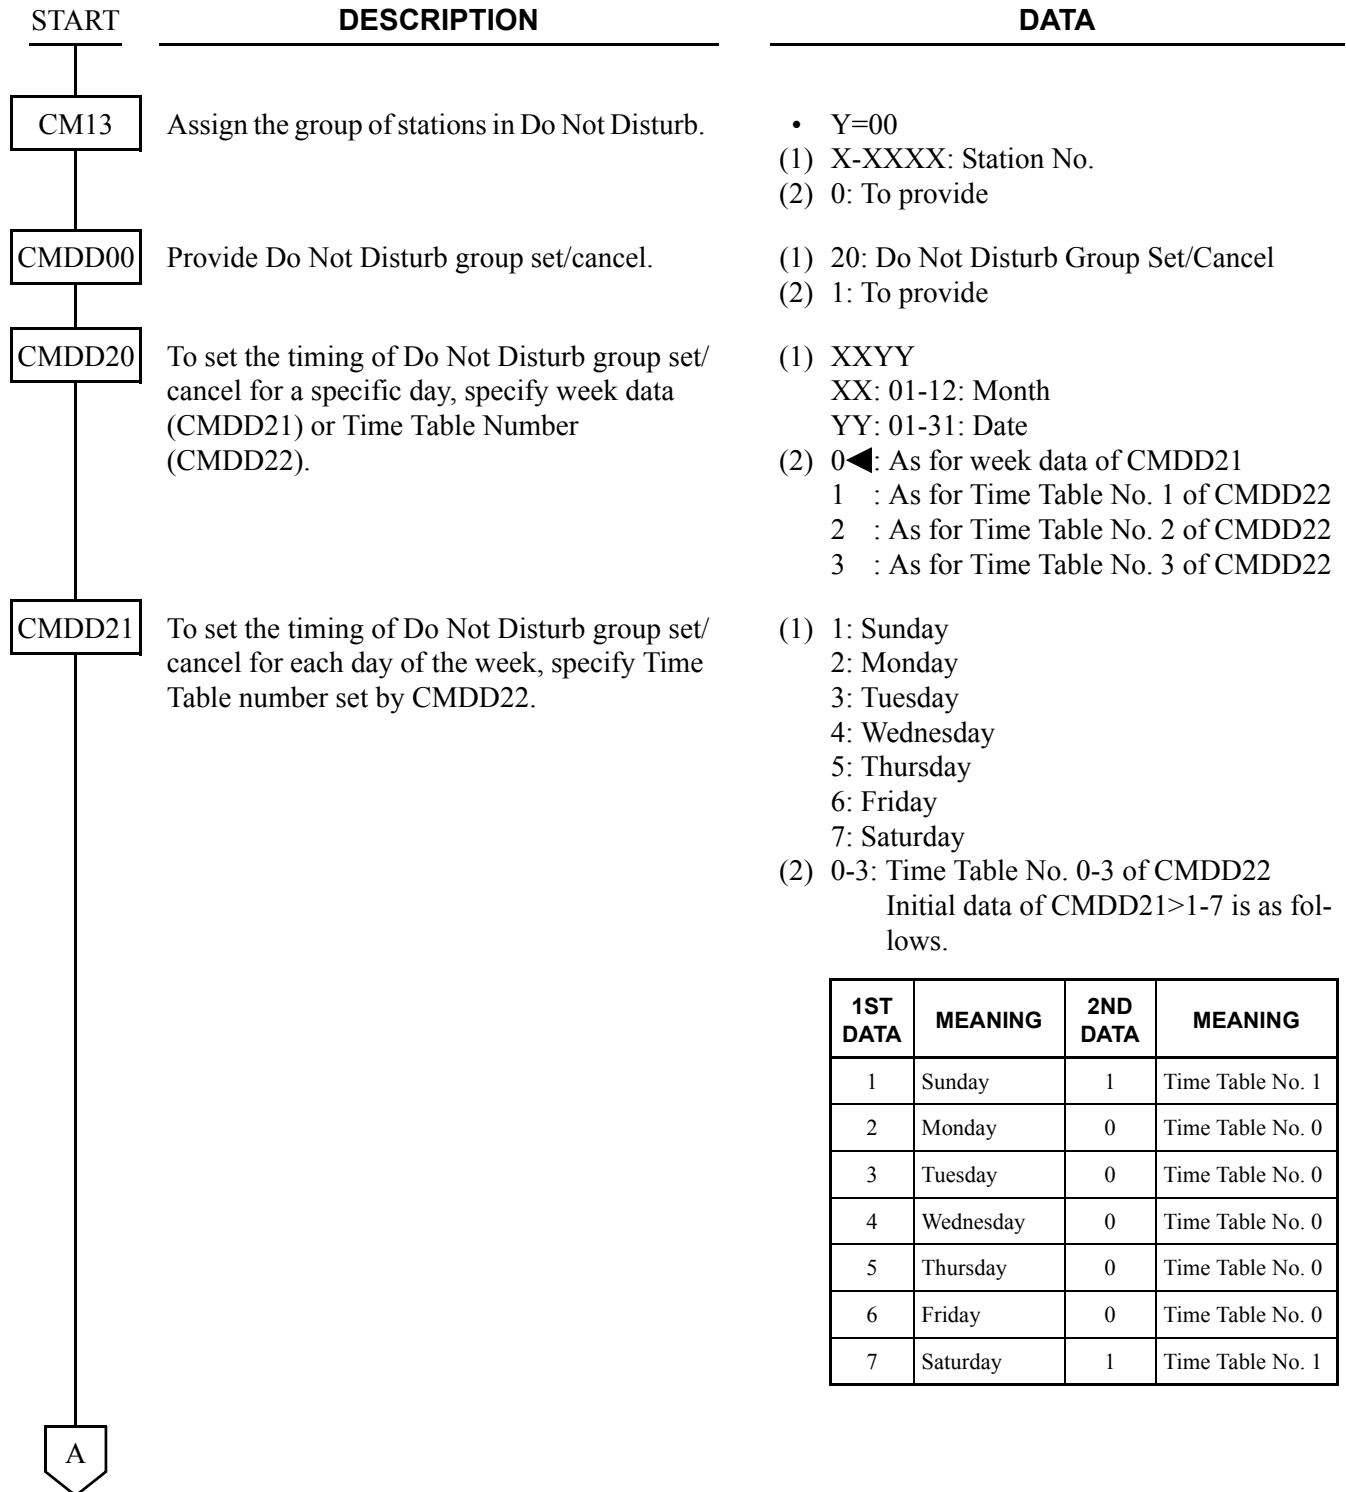 START DESCRIPTION DATA
CM13 Assign the group of stations in Do Not Disturb. • Y=00
(1) X-XXXX: Station No.
(2) 0: To provide
CMDD00 Provide Do Not Disturb group set/cancel. (1) 20: Do Not Disturb Group Set/Cancel
(2) 1: To provide
CMDD20 To set the timing of Do Not Disturb group set/ (1) XXYY
cancel for a specific day, specify week data XX: 01-12: Month
(CMDD21) or Time Table Number YY: 01-31: Date
(CMDD22). (2) 0◀: As for week data of CMDD21
1 : As for Time Table No. 1 of CMDD22
2 : As for Time Table No. 2 of CMDD22
3 : As for Time Table No. 3 of CMDD22
CMDD21 To set the timing of Do Not Disturb group set/ (1) 1: Sunday
cancel for each day of the week, specify Time 2: Monday
Table number set by CMDD22. 3: Tuesday
4: Wednesday
5: Thursday
6: Friday
7: Saturday
(2) 0-3: Time Table No. 0-3 of CMDD22
Initial data of CMDD21>1-7 is as fol-
lows.
1ST DATA MEANING 2ND DATA MEANING
1 Sunday 1 Time Table No. 1
2 Monday 0 Time Table No. 0
3 Tuesday 0 Time Table No. 0
4 Wednesday 0 Time Table No. 0
5 Thursday 0 Time Table No. 0
6 Friday 0 Time Table No. 0
7 Saturday 1 Time Table No. 1
A